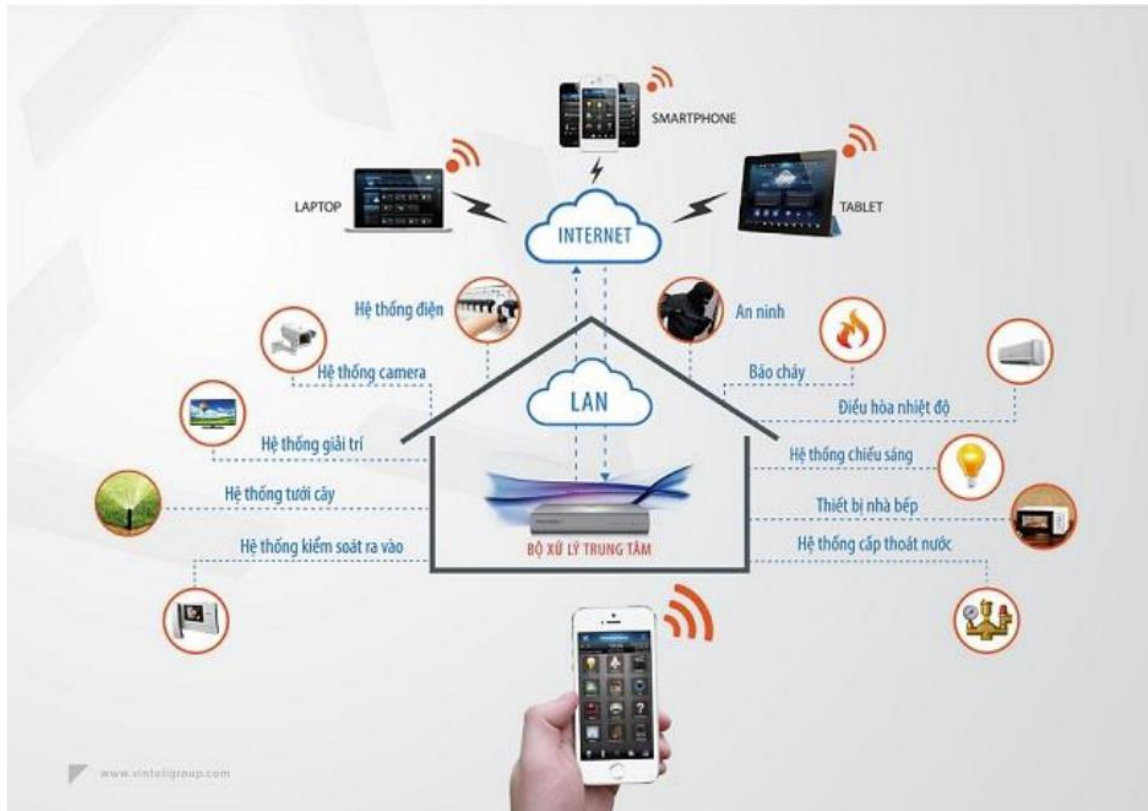 SMARTPHONE
LAPTOP
TABLET
INTERNET
Hệ thống điện
An ninh
Hệ thống camera
Báo cháy
LAN
Điều hòa nhiệt độ
Hệ thống giải trí
Hệ thống chiếu sáng
Hệ thống tưới cây
Thiết bị nhà bếp
Hệ thống kiểm soát ra vào
BỘ XỬ LÝ TRUNG TÂM
Hệ thống cấp thoát nước
www.vinteligroup.com